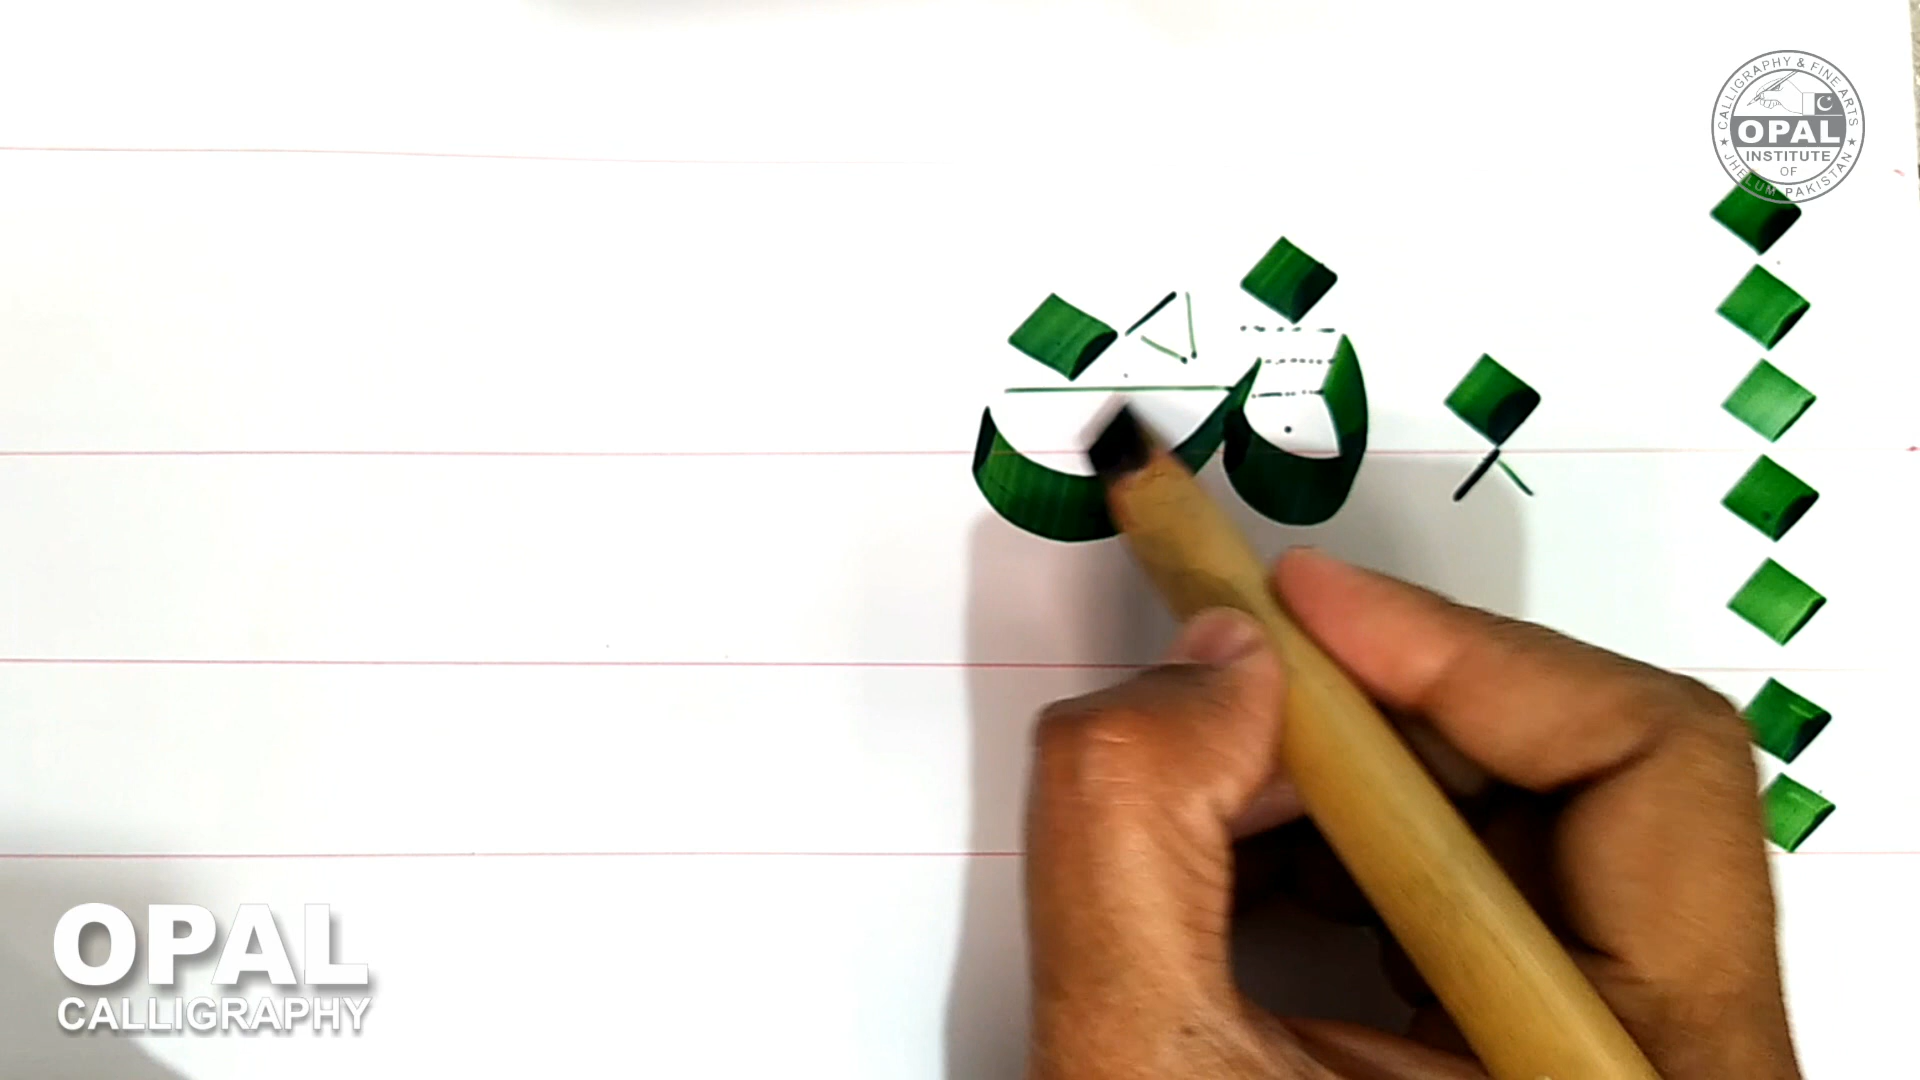 CALLIGRAPHY & FINE ARTS
OPAL
INSTITUTE
OF
JHELUM PAKISTAN
OPAL
CALLIGRAPHY